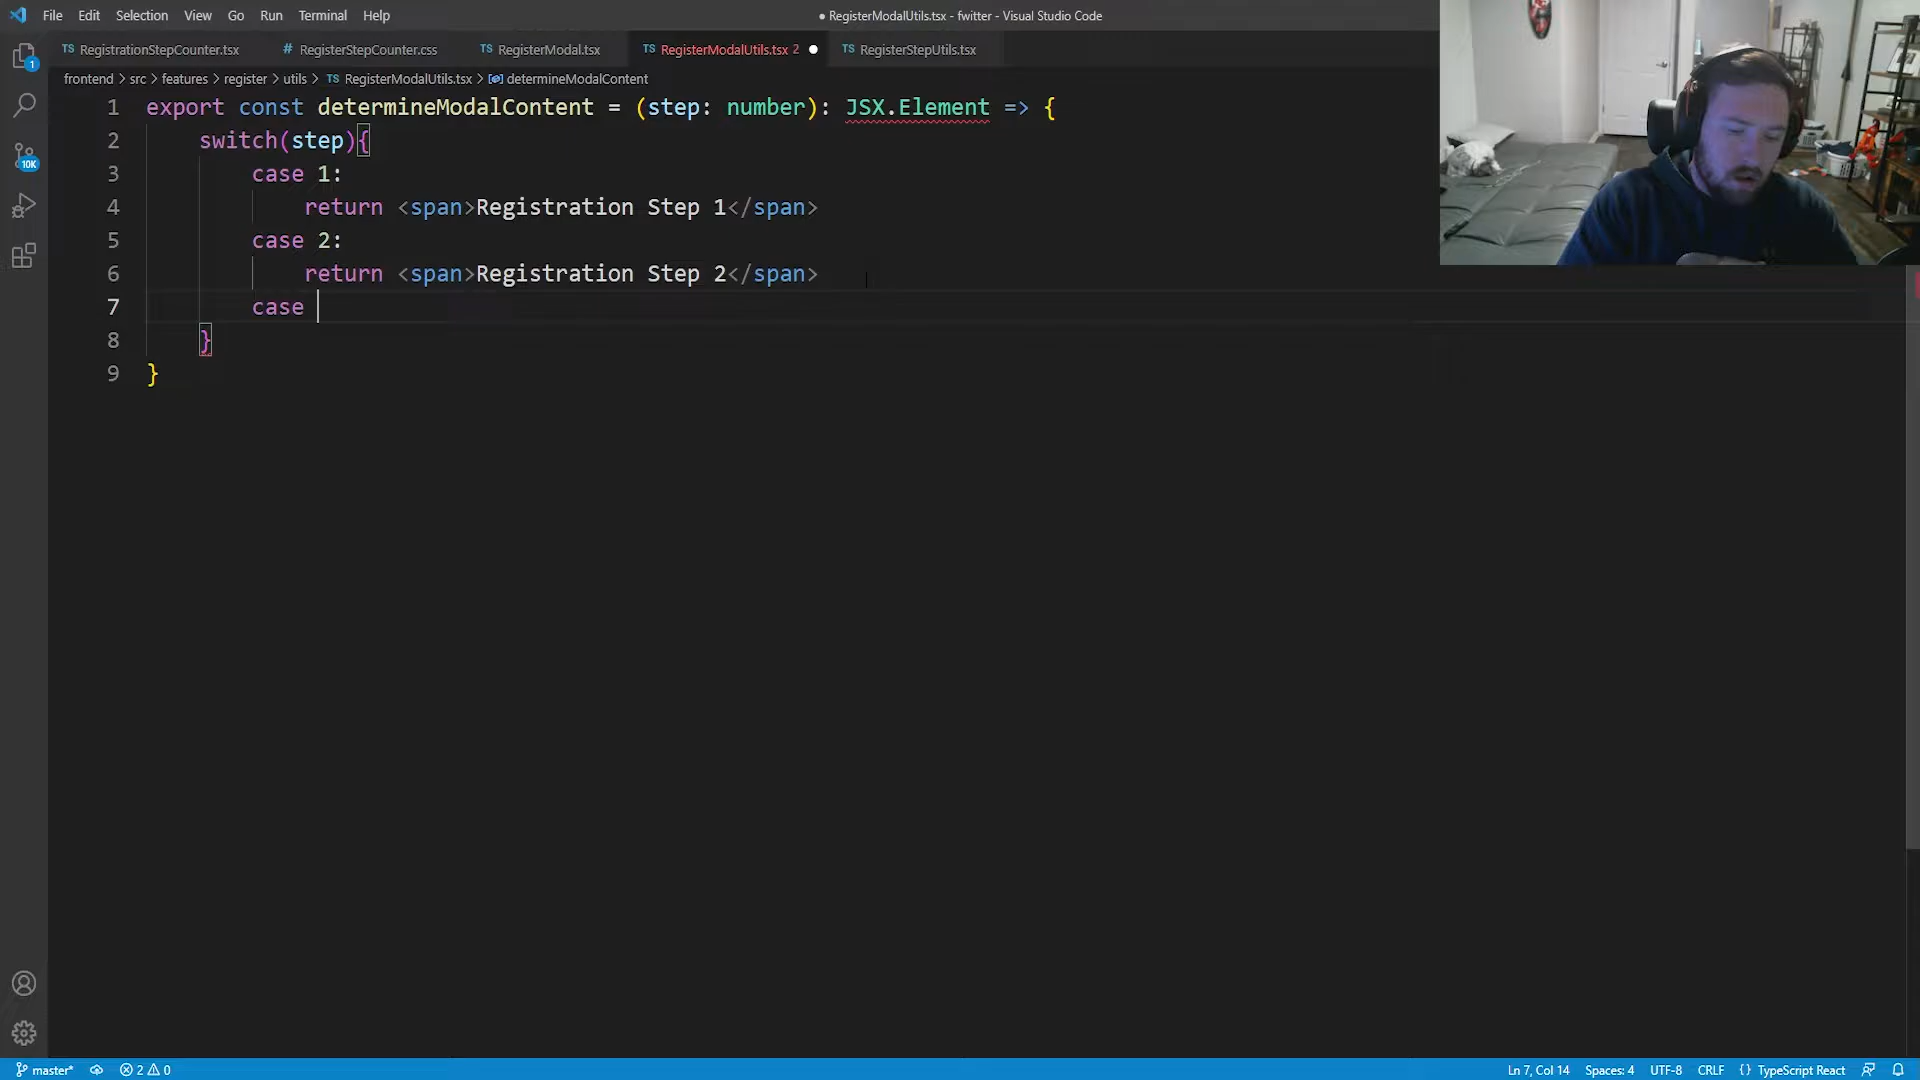 File Edit Selection View Go Run Terminal Help
● RegisterModalUtils.tsx - fwitter - Visual Studio Code
TS RegistrationStepCounter.tsx # RegisterStepCounter.css TS RegisterModal.tsx TS RegisterModalUtils.tsx 2 ● TS RegisterStepUtils.tsx
frontend > src > features > register > utils > TS RegisterModalUtils.tsx > determineModalContent
1 export const determineModalContent = (step: number): JSX.Element => {
2 switch(step){
3 case 1:
4 return <span>Registration Step 1</span>
5 case 2:
6 return <span>Registration Step 2</span>
7 case
8 }
9 }
1
10K
master* 2 0 Ln 7, Col 14 Spaces: 4 UTF-8 CRLF {} TypeScript React